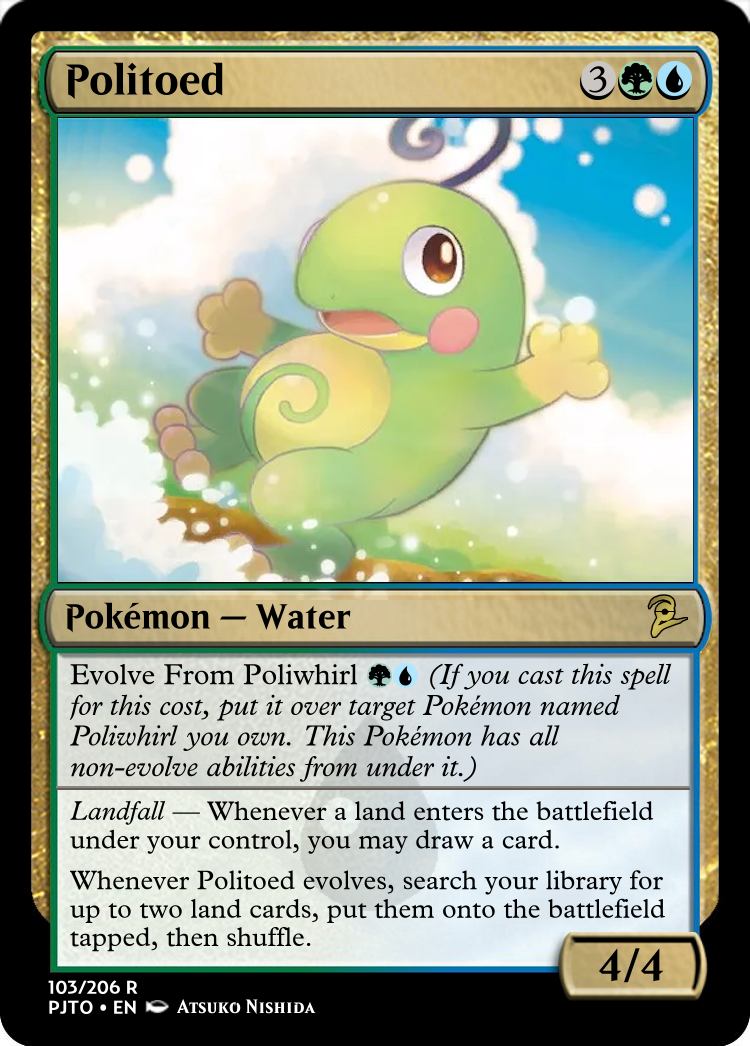 Politoed 3
Pokémon — Water
Evolve From Poliwhirl (If you cast this spell
for this cost, put it over target Pokémon named
Poliwhirl you own. This Pokémon has all
non-evolve abilities from under it.)
Landfall — Whenever a land enters the battlefield
under your control, you may draw a card.
Whenever Politoed evolves, search your library for
up to two land cards, put them onto the battlefield
tapped, then shuffle.
4/4
103/206 R
PJTO • EN Atsuko Nishida